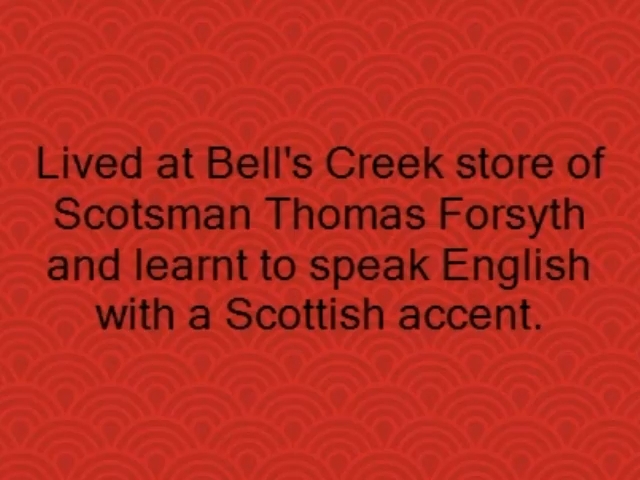 Lived at Bell's Creek store of
Scotsman Thomas Forsyth
and learnt to speak English
with a Scottish accent.